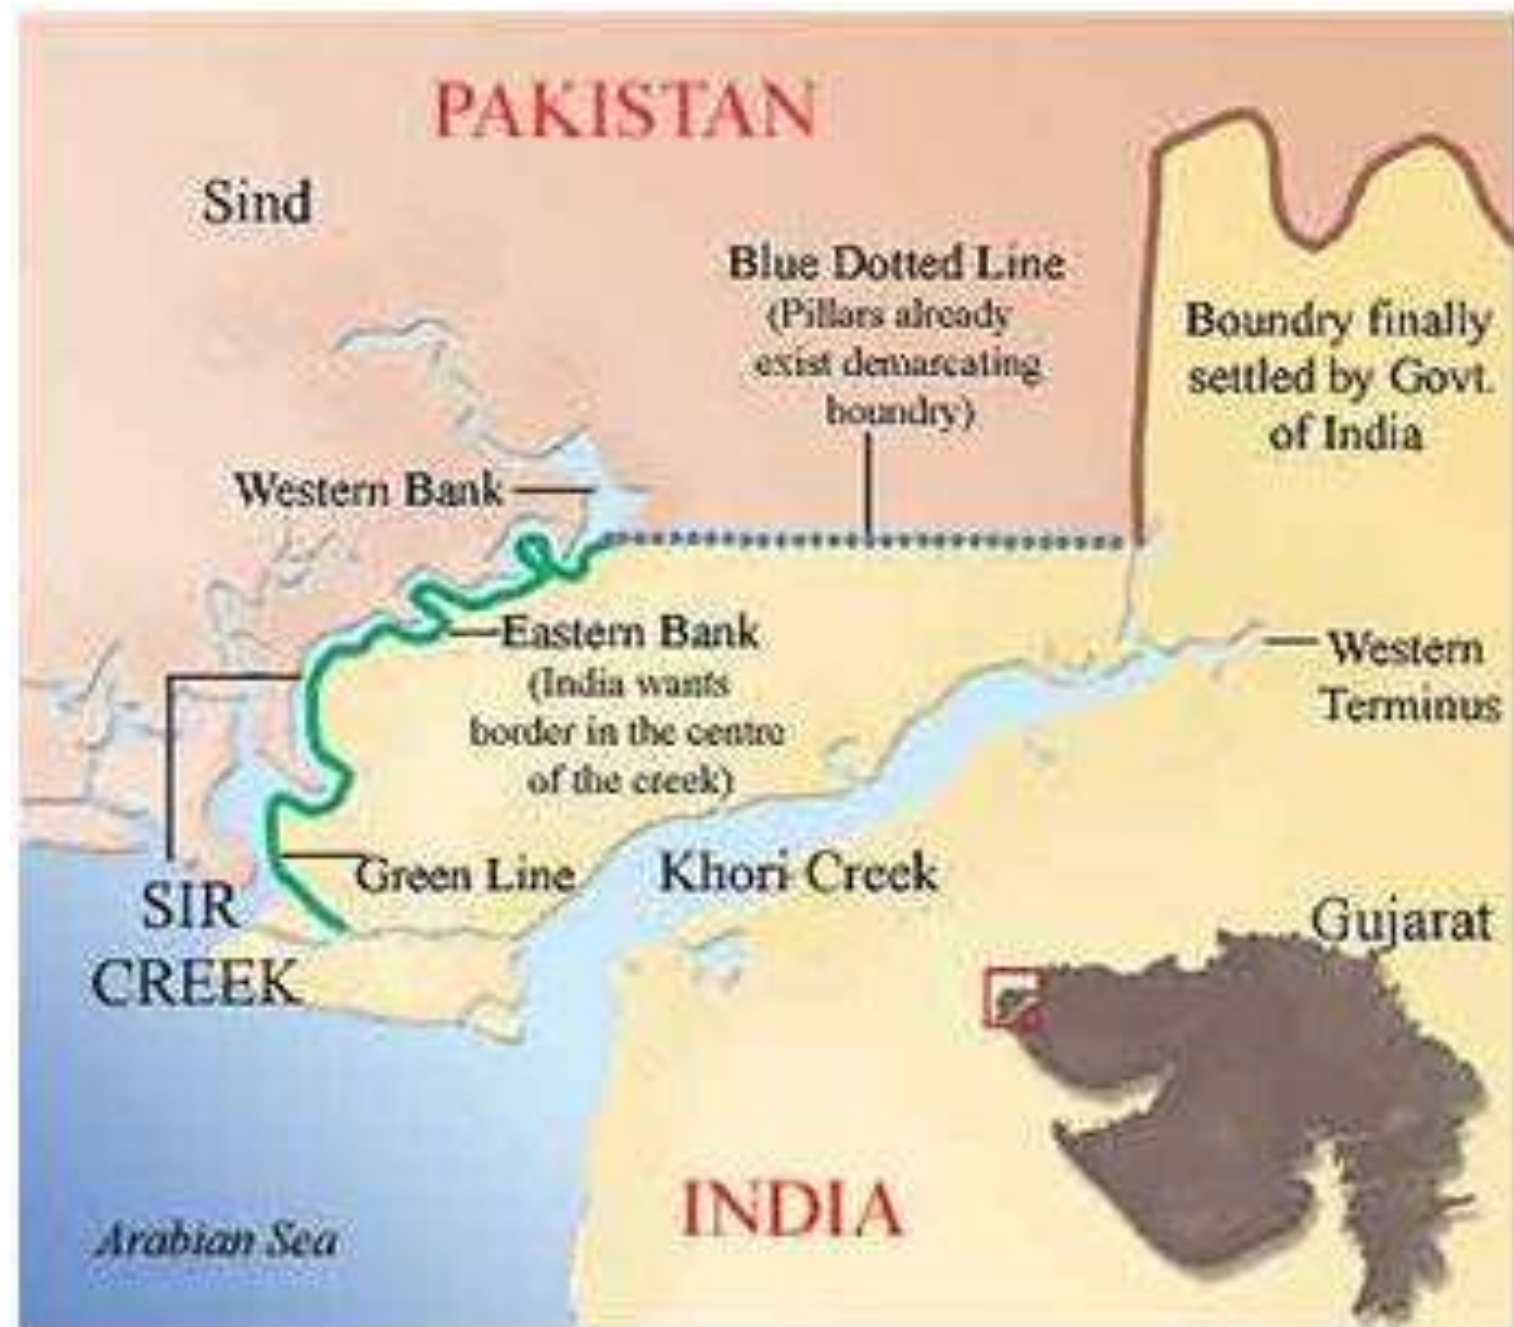 PAKISTAN
Sind
Blue Dotted Line
(Pillars already
exist demarcating
boundry)
Boundry finally
settled by Govt.
of India
Western Bank
Eastern Bank
(India wants
border in the centre
of the creek)
Western
Terminus
Green Line
Khori Creek
SIR
CREEK
Gujarat
INDIA
Arabian Sea